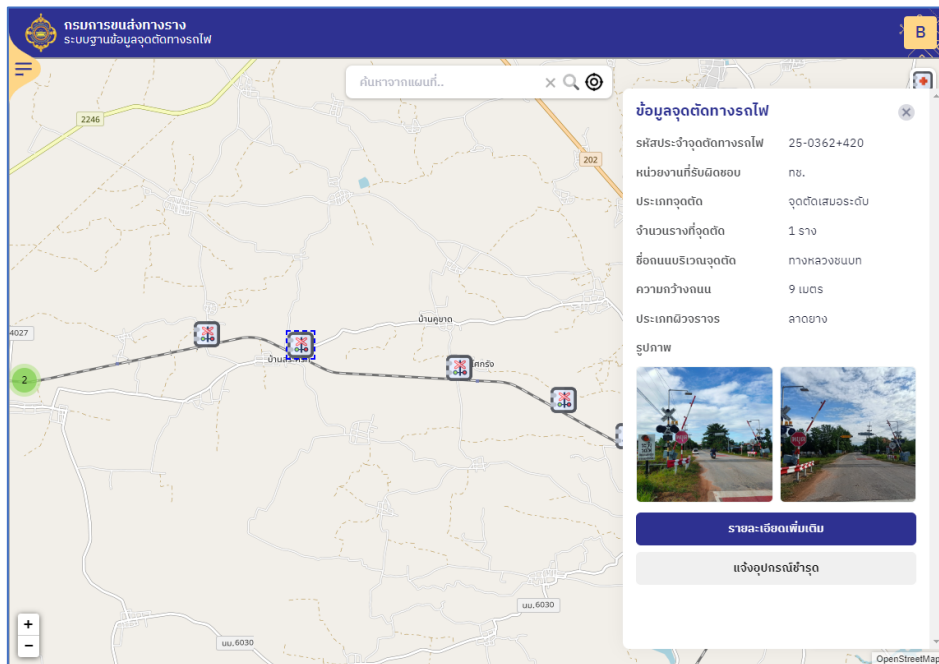 กรมการขนส่งทางราง
ระบบฐานข้อมูลจุดตัดทางรถไฟ
B
ค้นหาจากแผนที่..
2246
202
4027
บ้านคูขาด
โศกรัง
2
นม.6030
นม.6030
+
−
ข้อมูลจุดตัดทางรถไฟ
รหัสประจำจุดตัดทางรถไฟ 25-0362+420
หน่วยงานที่รับผิดชอบ ทช.
ประเภทจุดตัด จุดตัดเสมอระดับ
จำนวนรางที่จุดตัด 1 ราง
ชื่อถนนบริเวณจุดตัด ทางหลวงชนบท
ความกว้างถนน 9 เมตร
ประเภทผิวจราจร ลาดยาง
รูปภาพ
หยุด
หยุด
รายละเอียดเพิ่มเติม
แจ้งอุปกรณ์ชำรุด
OpenStreetMap